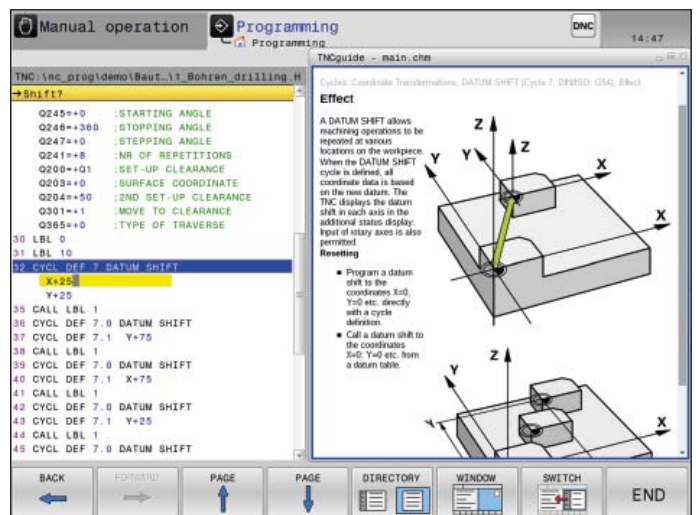 Manual operation
Programming
Programming
DNC
14:47
TNCguide - main.chm
TNC:\nc_prog\demo\Baut…\1_Bohren_drilling.H
→Shift?
Q245=+0 ;STARTING ANGLE
Q246=+360 ;STOPPING ANGLE
Q247=+0 ;STEPPING ANGLE
Q241=+8 ;NR OF REPETITIONS
Q200=+Q1 ;SET-UP CLEARANCE
Q203=+0 ;SURFACE COORDINATE
Q204=+50 ;2ND SET-UP CLEARANCE
Q301=+1 ;MOVE TO CLEARANCE
Q365=+0 ;TYPE OF TRAVERSE
30 LBL 0
31 LBL 10
32 CYCL DEF 7 DATUM SHIFT
X+25
Y+25
35 CALL LBL 1
36 CYCL DEF 7.0 DATUM SHIFT
37 CYCL DEF 7.1 Y+75
38 CALL LBL 1
39 CYCL DEF 7.0 DATUM SHIFT
40 CYCL DEF 7.1 X+75
41 CALL LBL 1
42 CYCL DEF 7.0 DATUM SHIFT
43 CYCL DEF 7.1 Y+25
44 CALL LBL 1
45 CYCL DEF 7.0 DATUM SHIFT
Cycles: Coordinate Transformations, DATUM SHIFT (Cycle 7, DIN/ISO: G54), Effect
Effect
A DATUM SHIFT allows
machining operations to be
repeated at various
locations on the workpiece.
When the DATUM SHIFT
cycle is defined, all
coordinate data is based
on the new datum. The
TNC displays the datum
shift in each axis in the
additional status display.
Input of rotary axes is also
permitted.
Resetting
■ Program a datum
shift to the
coordinates X=0,
Y=0 etc. directly
with a cycle
definition.
■ Call a datum shift to
the coordinates
X=0; Y=0 etc. from
a datum table.
Z
Z
Y
Y
X
X
Z
Y
Y
X
BACK
FORWARD
PAGE
PAGE
DIRECTORY
WINDOW
SWITCH
END